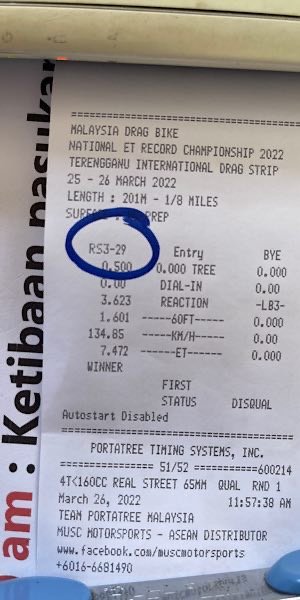 am : Ketibaan pasukan
==================================
MALAYSIA DRAG BIKE
NATIONAL ET RECORD CHAMPIONSHIP 2022
TERENGGANU INTERNATIONAL DRAG STRIP
25 - 26 MARCH 2022
LENGTH : 201M - 1/8 MILES
PREP
RS3-29 Entry BYE
0.500 0.000 TREE 0.000
0.00 DIAL-IN 0.00
3.623 REACTION -LB3-
1.601 -----60FT----- 0.000
134.85 -----KM/H----- 0.00
7.472 ------ET------ 0.000
WINNER
FIRST
STATUS DISQUAL
Autostart Disabled
==================================
PORTATREE TIMING SYSTEMS, INC.
============== 51/52 ===========600214
4TK160CC REAL STREET 65MM QUAL RND 1
March 26, 2022 11:57:38 AM
TEAM PORTATREE MALAYSIA
MUSC MOTORSPORTS - ASEAN DISTRIBUTOR
www.facebook.com/muscmotorsports
+6016-6681490